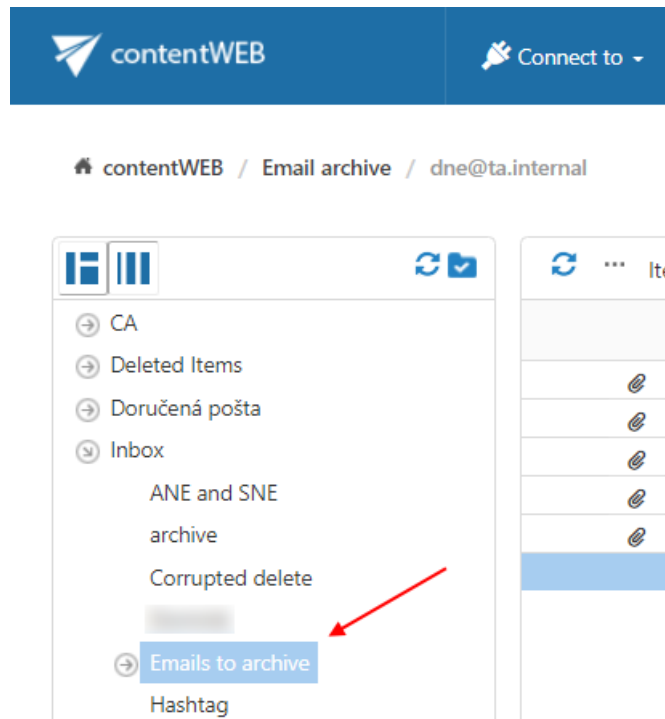 contentWEB
Connect to
contentWEB / Email archive / dne@ta.internal
CA
Deleted Items
Doručená pošta
Inbox
ANE and SNE
archive
Corrupted delete
Emails to archive
Hashtag